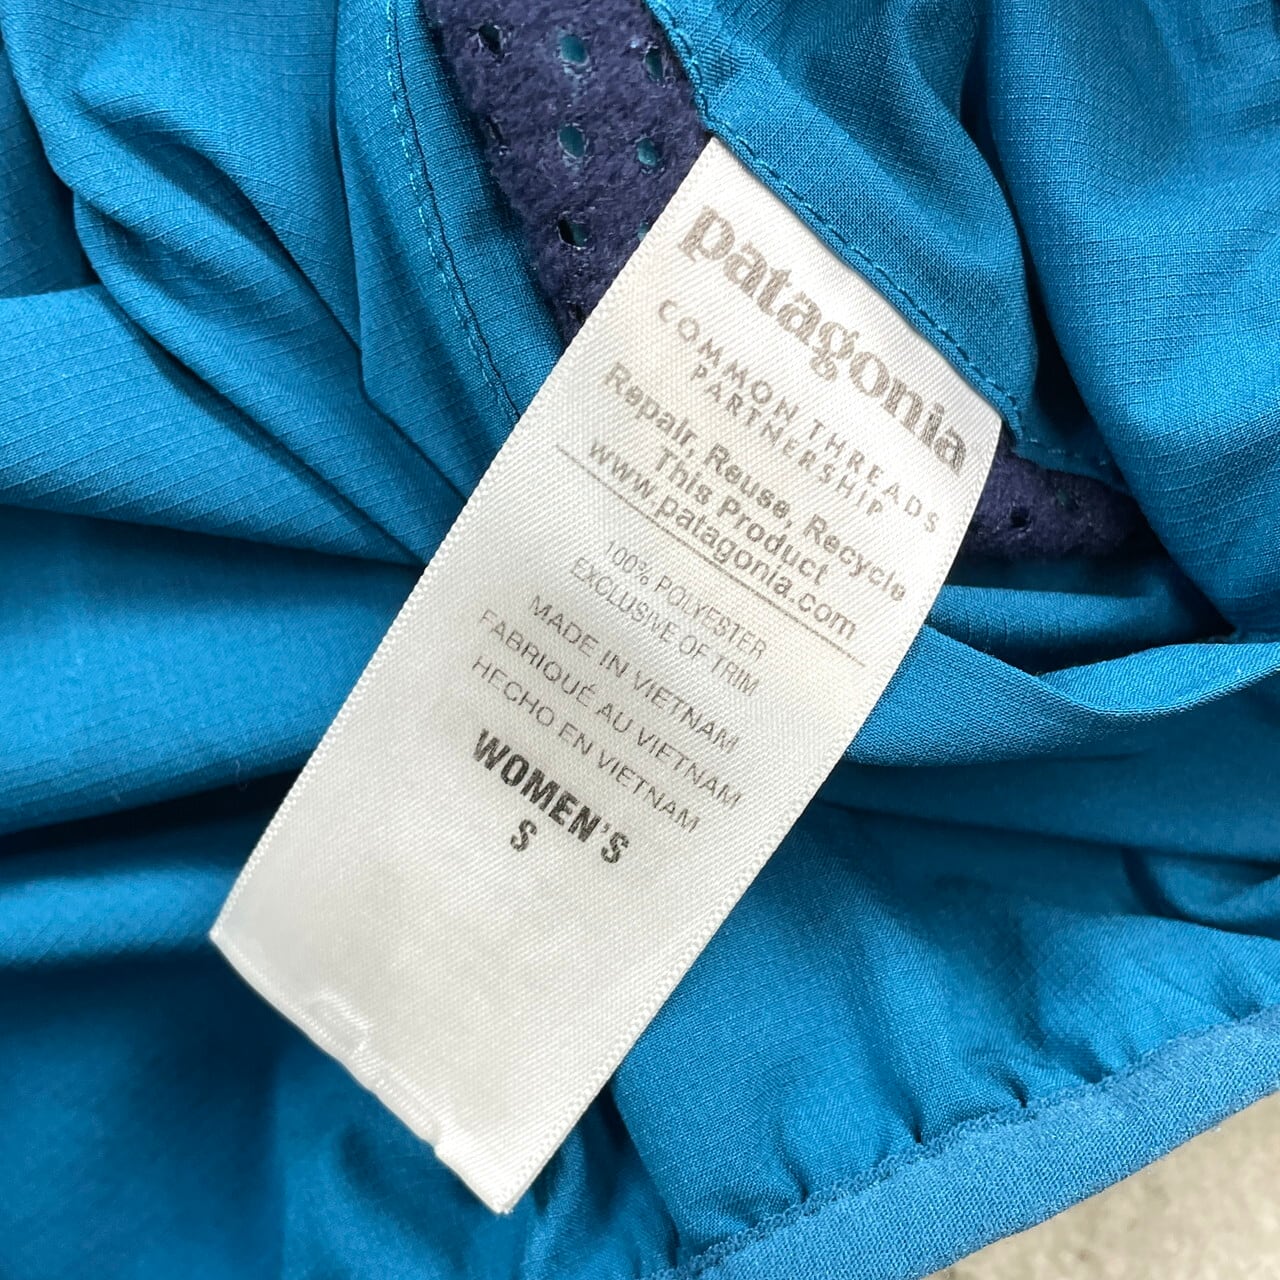 patagonia
COMMON THREADS
PARTNERSHIP
Repair, Reuse, Recycle
This Product
www.patagonia.com
100% POLYESTER
EXCLUSIVE OF TRIM
MADE IN VIETNAM
FABRIQUÉ AU VIETNAM
HECHO EN VIETNAM
WOMEN'S
S